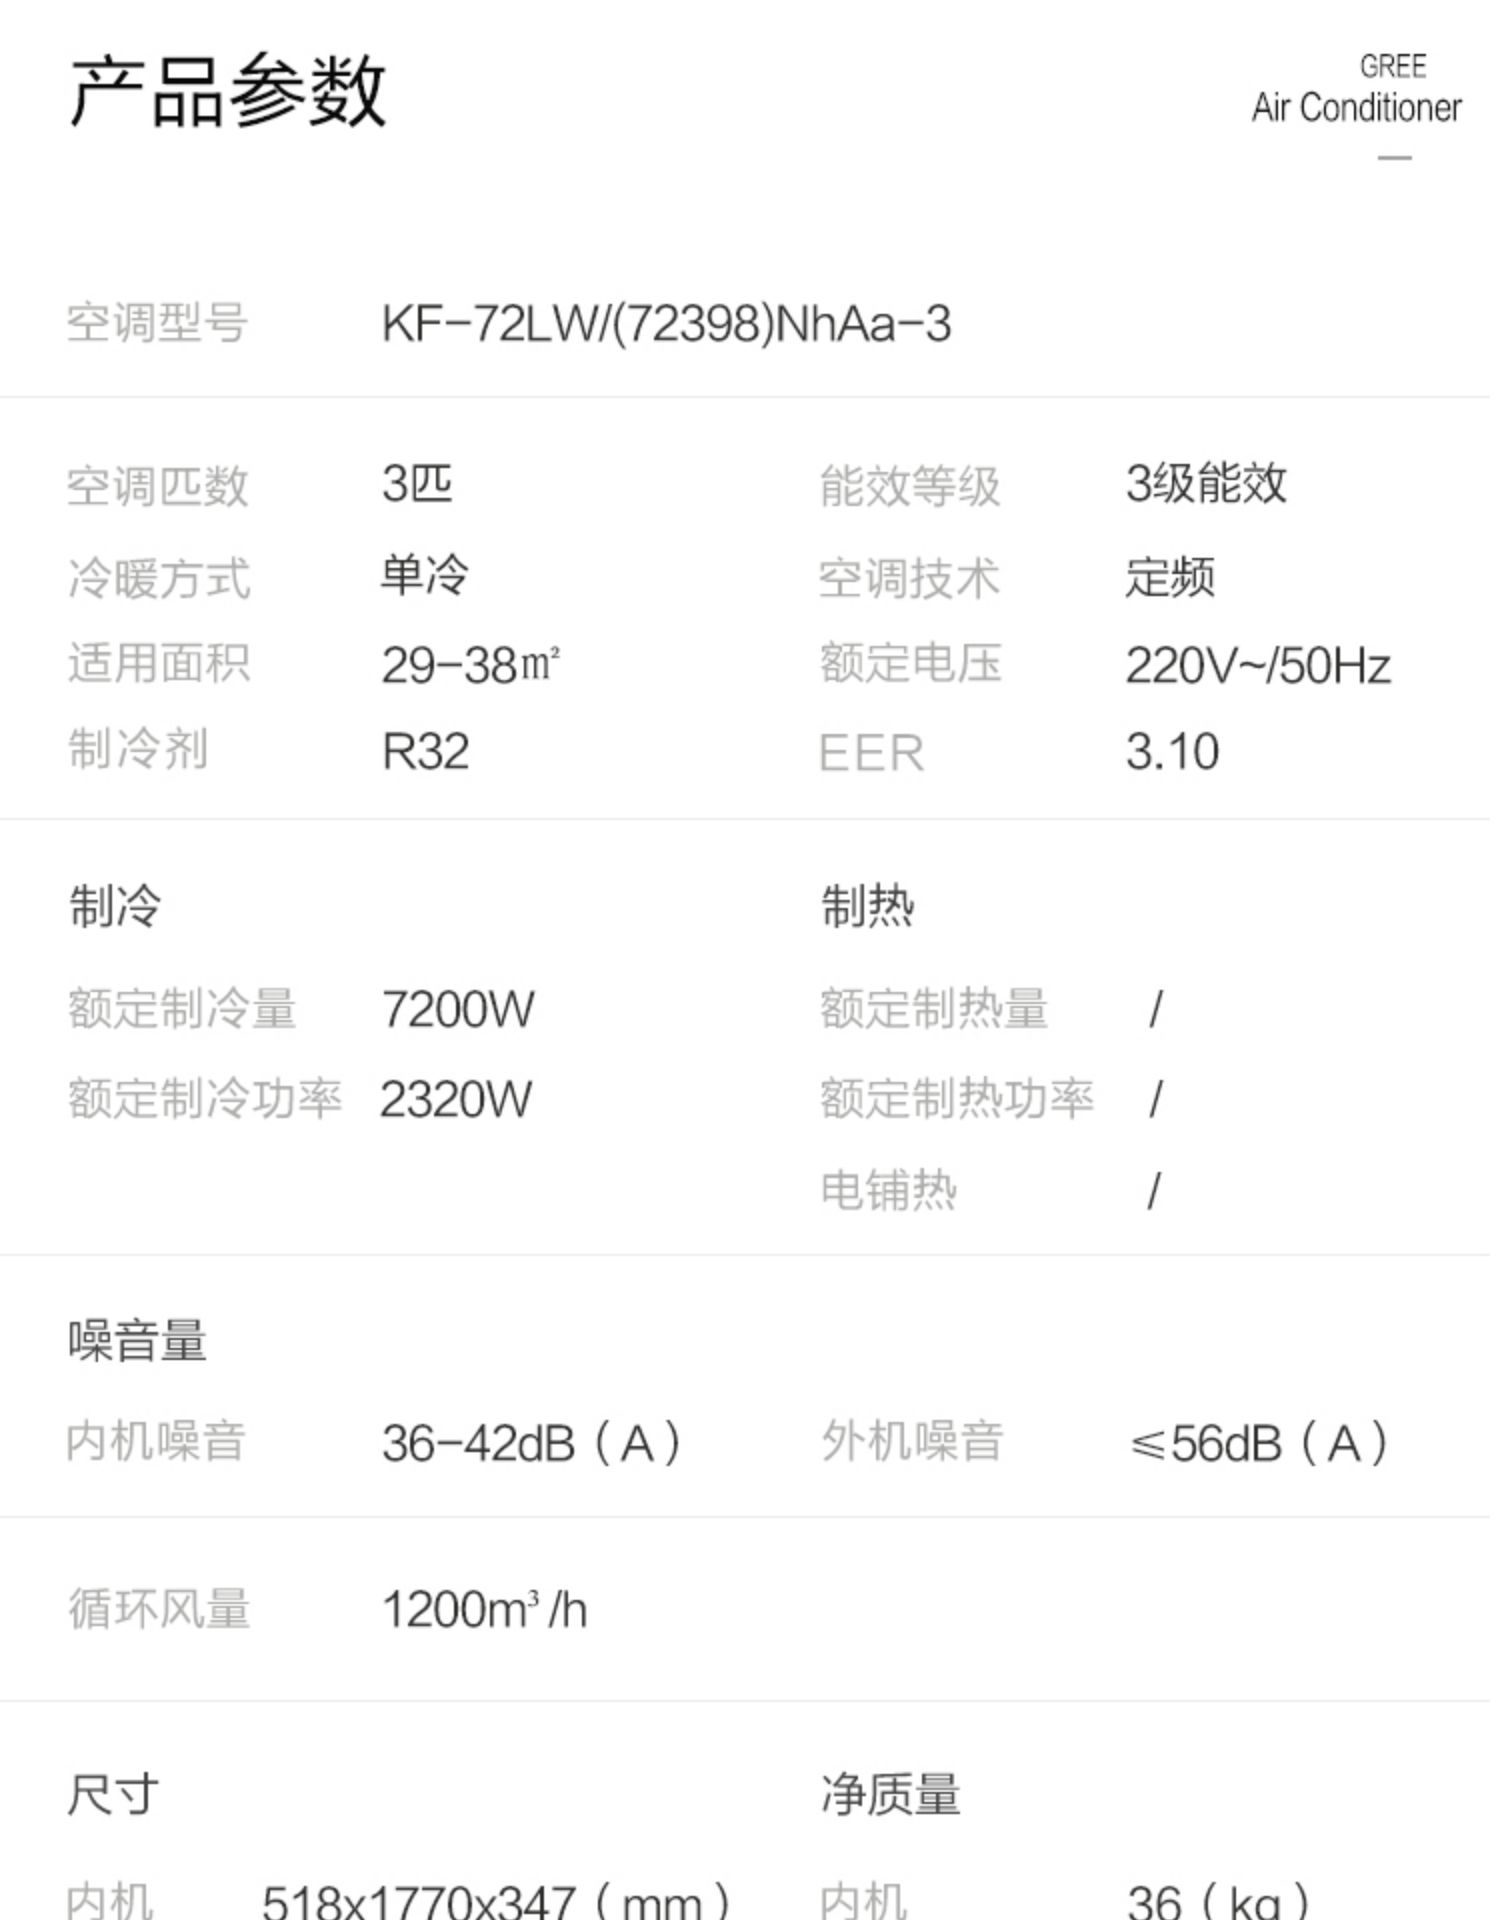 产品参数
GREE
Air Conditioner
空调型号 KF-72LW/(72398)NhAa-3
空调匹数 3匹 能效等级 3级能效
冷暖方式 单冷 空调技术 定频
适用面积 29-38㎡ 额定电压 220V~/50Hz
制冷剂 R32 EER 3.10
制冷 制热
额定制冷量 7200W 额定制热量 /
额定制冷功率 2320W 额定制热功率 /
电铺热 /
噪音量
内机噪音 36-42dB（A） 外机噪音 ≤56dB（A）
循环风量 1200m³/h
尺寸 净质量
内机 518x1770x347（mm） 内机 36（kg）